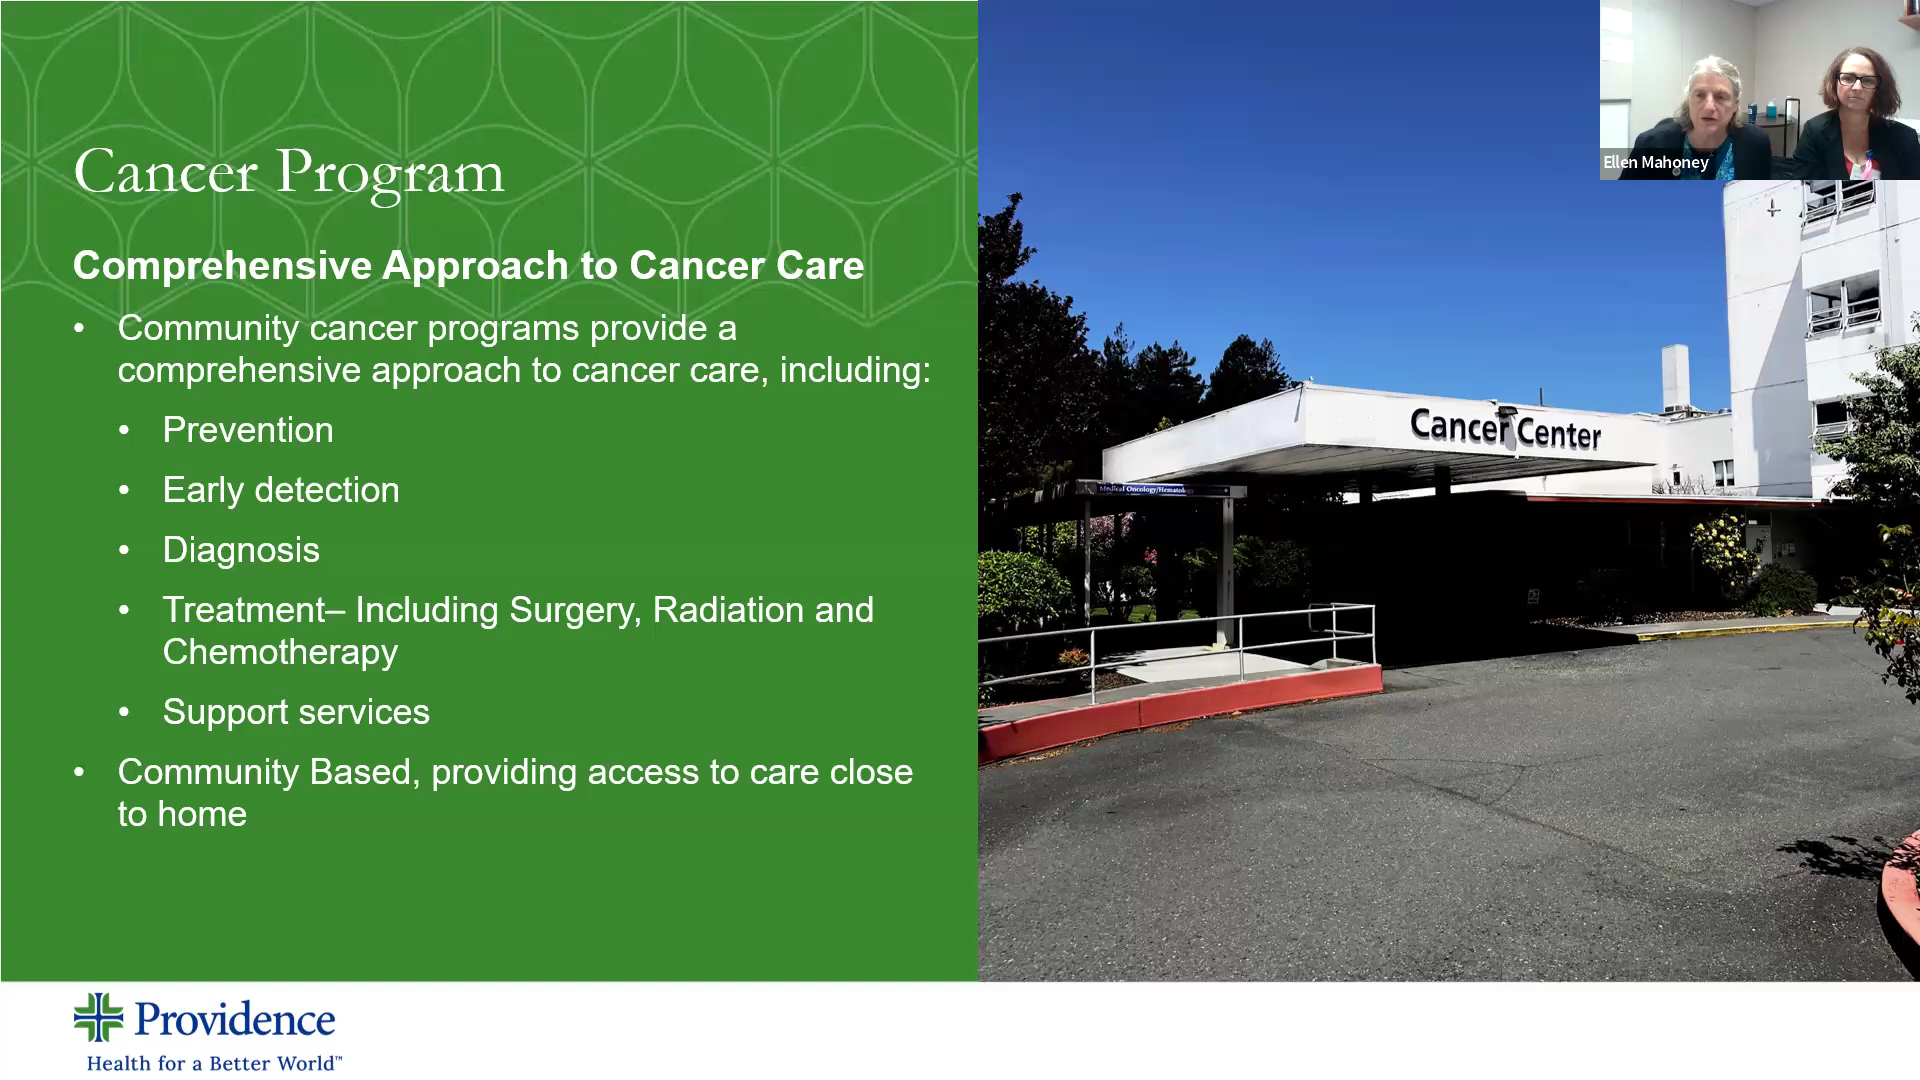 Cancer Program
Comprehensive Approach to Cancer Care
• Community cancer programs provide a
comprehensive approach to cancer care, including:
• Prevention
• Early detection
• Diagnosis
• Treatment– Including Surgery, Radiation and
Chemotherapy
• Support services
• Community Based, providing access to care close
to home
Ellen Mahoney
Cancer Center
Medical Oncology/Hematology
Providence
Health for a Better World™